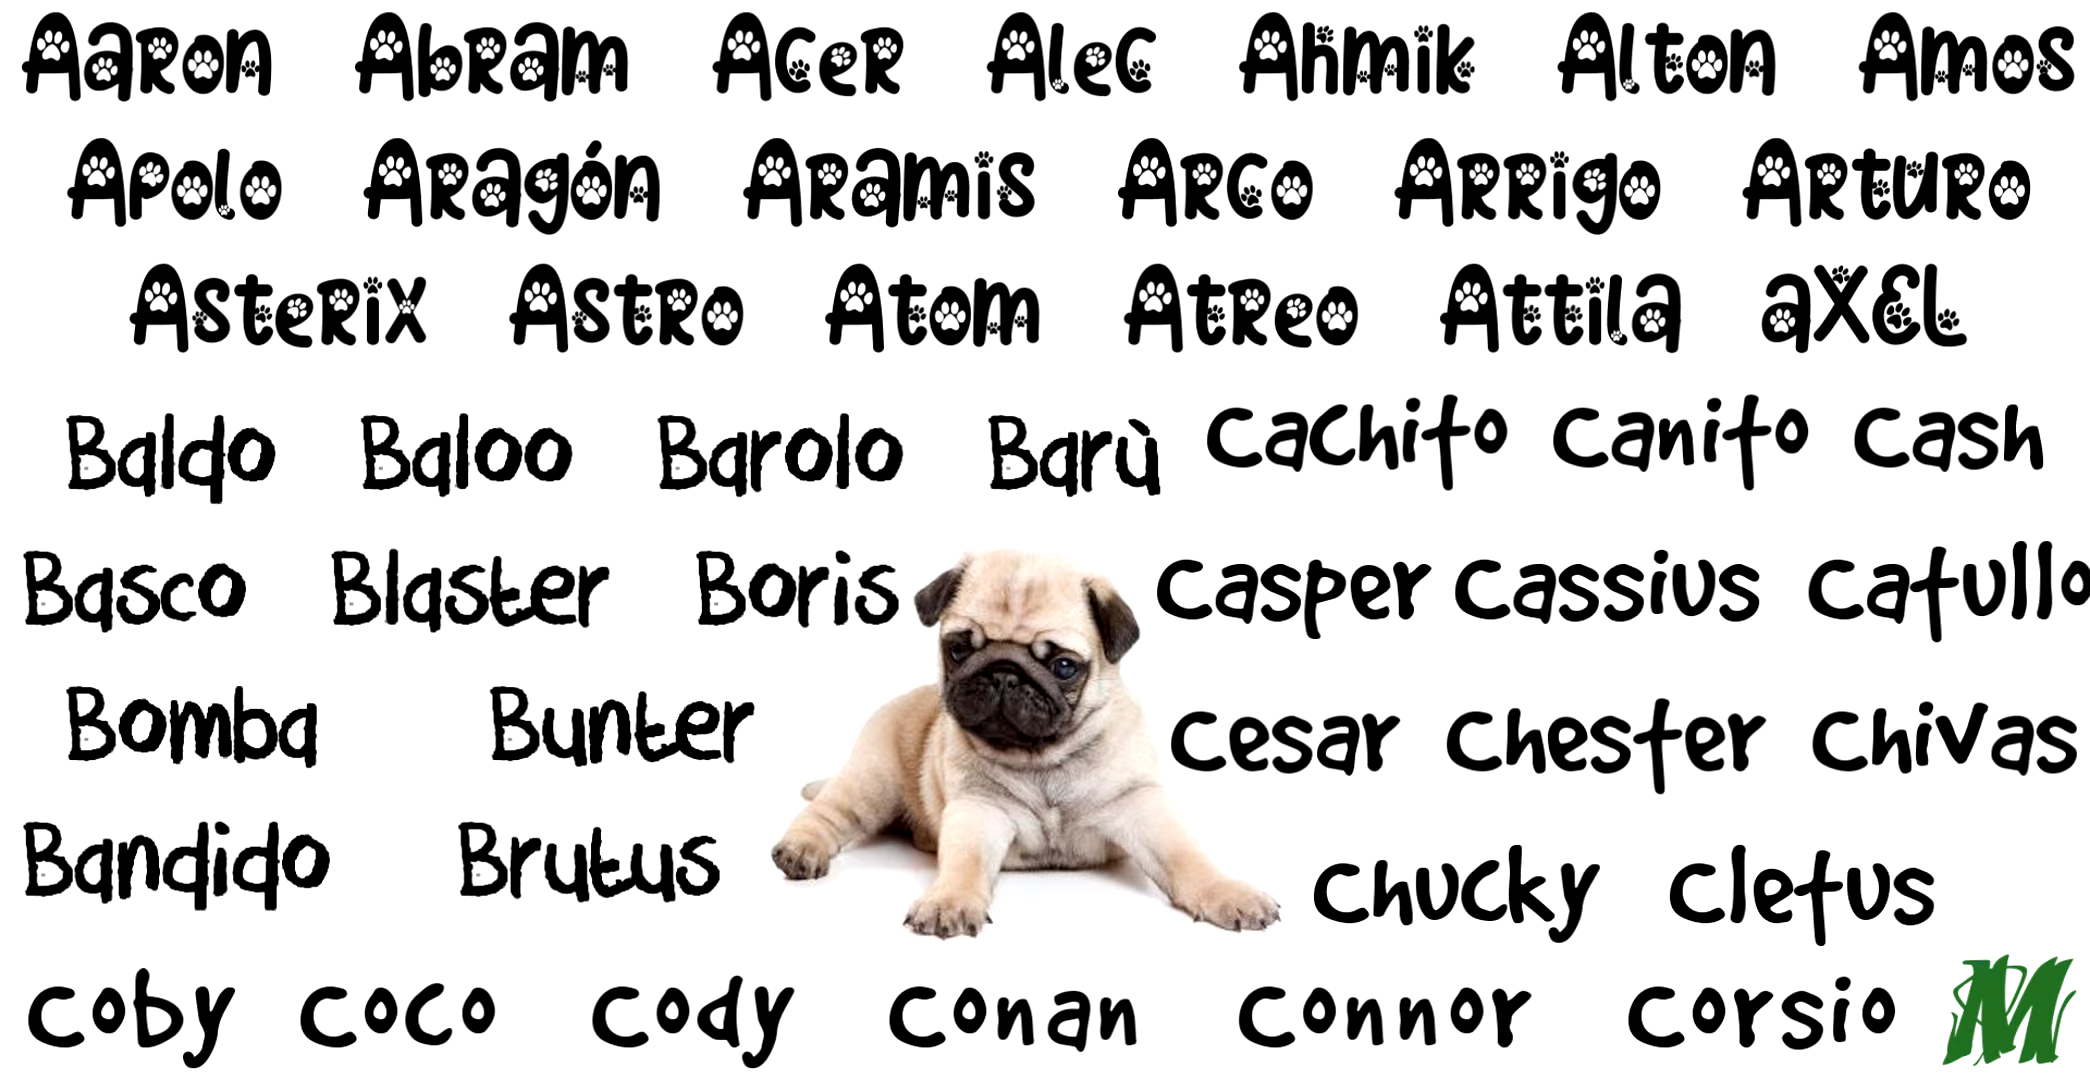 Aaron Abram Acer Alec Ahmik Alton Amos
Apolo Aragón Aramis Arco Arrigo Arturo
Asterix Astro Atom Atreo Attila aXEL
Baldo Baloo Barolo Barù Cachito Canito Cash
Basco Blaster Boris Casper Cassius Catullo
Bomba Bunter Cesar Chester Chivas
Bandido Brutus Chucky Cletus
Coby Coco Cody Conan Connor Corsio
M